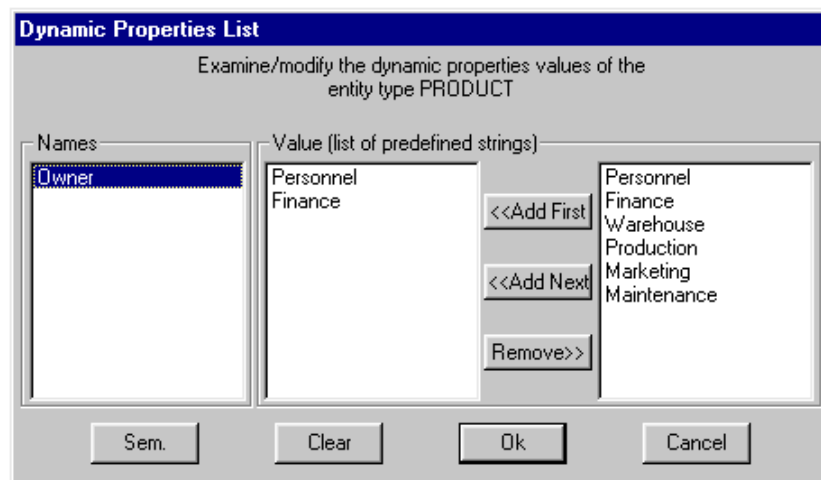 Dynamic Properties List
Examine/modify the dynamic properties values of the
entity type PRODUCT
Names
Owner
Value (list of predefined strings)
Personnel
Finance
<<Add First
<<Add Next
Remove>>
Personnel
Finance
Warehouse
Production
Marketing
Maintenance
Sem.
Clear
Ok
Cancel